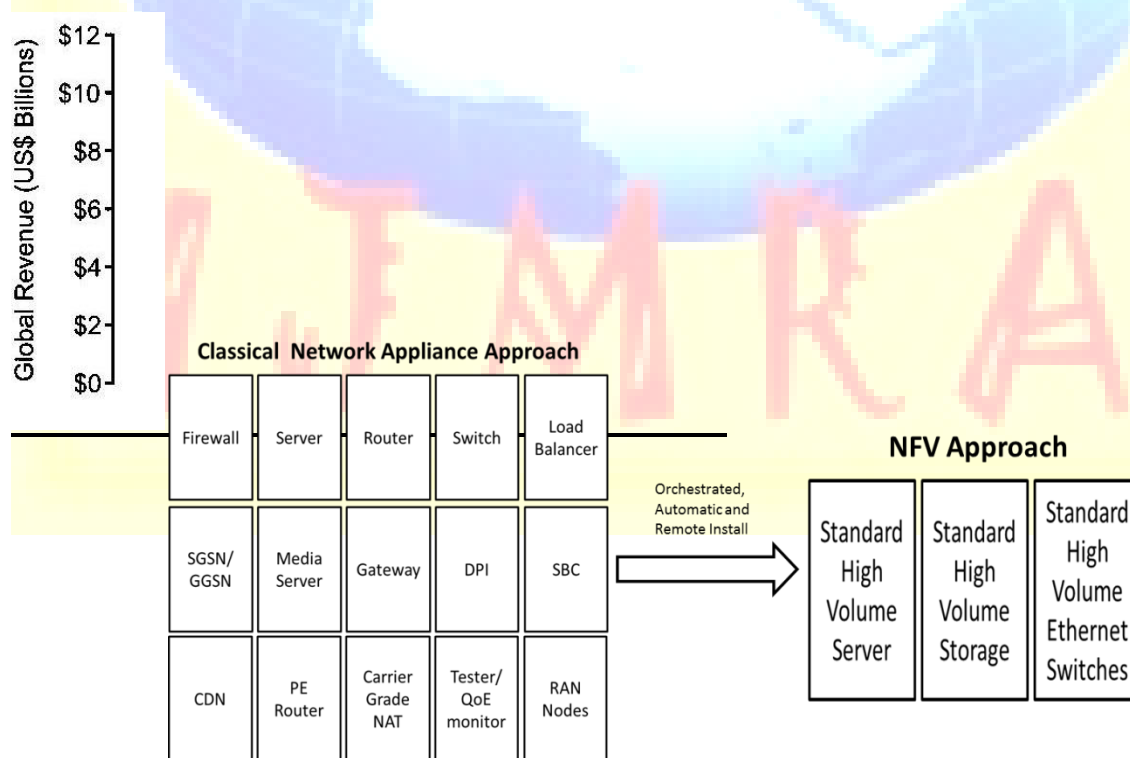 Global Revenue (US$ Billions)
$12
$10
$8
$6
$4
$2
$0
IJMRA
Classical Network Appliance Approach
Firewall
Server
Router
Switch
Load
Balancer
SGSN/
GGSN
Media
Server
Gateway
DPI
SBC
CDN
PE
Router
Carrier
Grade
NAT
Tester/
QoE
monitor
RAN
Nodes
Orchestrated,
Automatic and
Remote Install
NFV Approach
Standard
High
Volume
Server
Standard
High
Volume
Storage
Standard
High
Volume
Ethernet
Switches